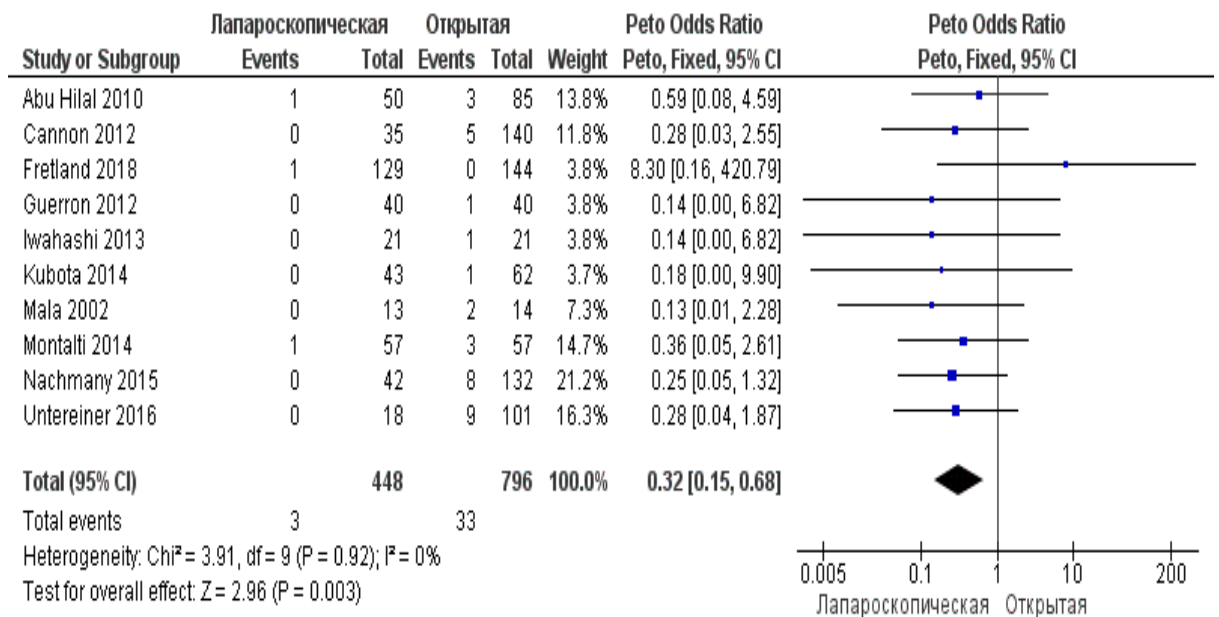 Лапароскопическая Открытая Peto Odds Ratio Peto Odds Ratio
Study or Subgroup Events Total Events Total Weight Peto, Fixed, 95% CI Peto, Fixed, 95% CI
Abu Hilal 2010 1 50 3 85 13.8% 0.59 [0.08, 4.59]
Cannon 2012 0 35 5 140 11.8% 0.28 [0.03, 2.55]
Fretland 2018 1 129 0 144 3.8% 8.30 [0.16, 420.79]
Guerron 2012 0 40 1 40 3.8% 0.14 [0.00, 6.82]
Iwahashi 2013 0 21 1 21 3.8% 0.14 [0.00, 6.82]
Kubota 2014 0 43 1 62 3.7% 0.18 [0.00, 9.90]
Mala 2002 0 13 2 14 7.3% 0.13 [0.01, 2.28]
Montalti 2014 1 57 3 57 14.7% 0.36 [0.05, 2.61]
Nachmany 2015 0 42 8 132 21.2% 0.25 [0.05, 1.32]
Untereiner 2016 0 18 9 101 16.3% 0.28 [0.04, 1.87]
Total (95% CI) 448 796 100.0% 0.32 [0.15, 0.68]
Total events 3 33
Heterogeneity: Chi² = 3.91, df = 9 (P = 0.92); I² = 0%
Test for overall effect: Z = 2.96 (P = 0.003)
0.005 0.1 1 10 200
Лапароскопическая Открытая